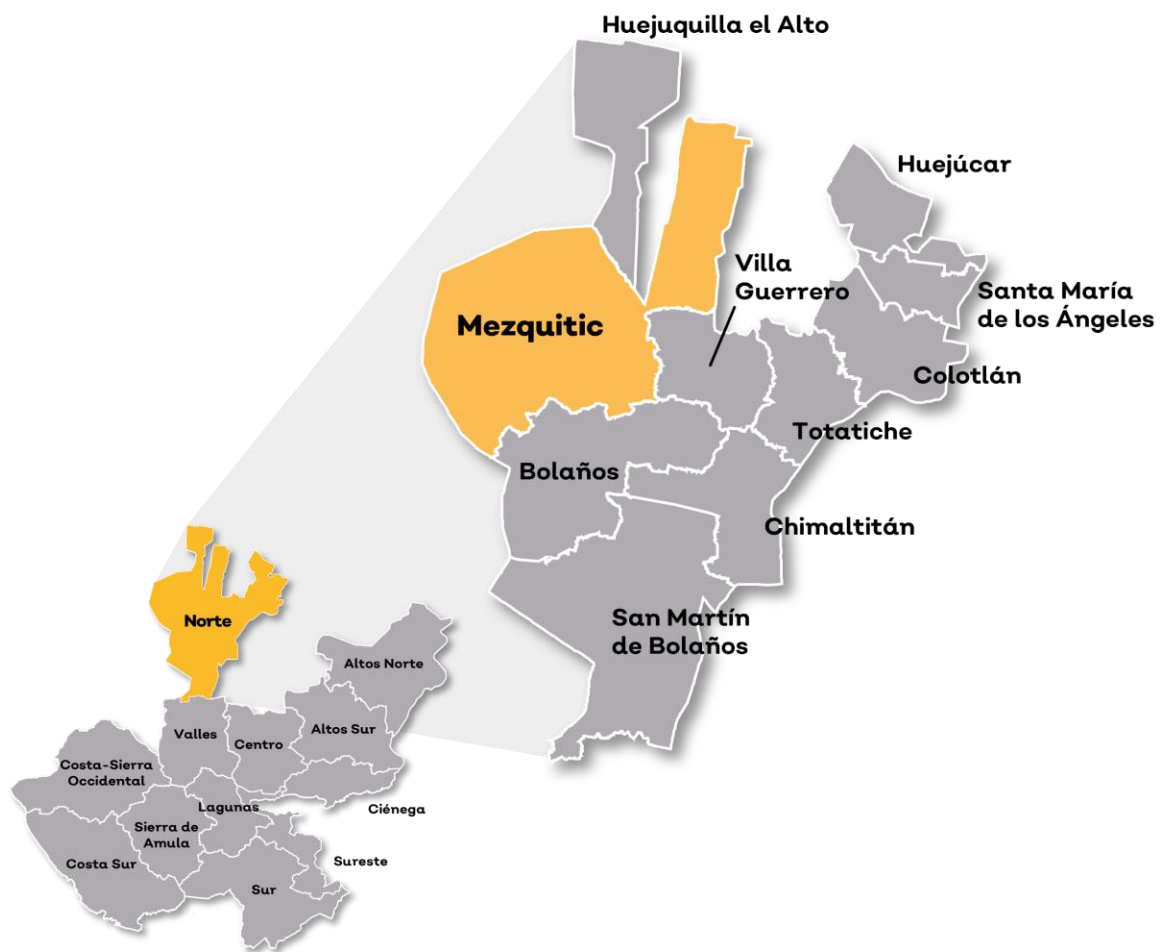 Huejuquilla el Alto
Huejúcar
Villa
Guerrero
Santa María
de los Ángeles
Mezquitic
Colotlán
Totatiche
Bolaños
Chimaltitán
San Martín
de Bolaños
Norte
Altos Norte
Valles
Centro
Altos Sur
Costa-Sierra
Occidental
Lagunas
Ciénega
Sierra de
Amula
Costa Sur
Sureste
Sur